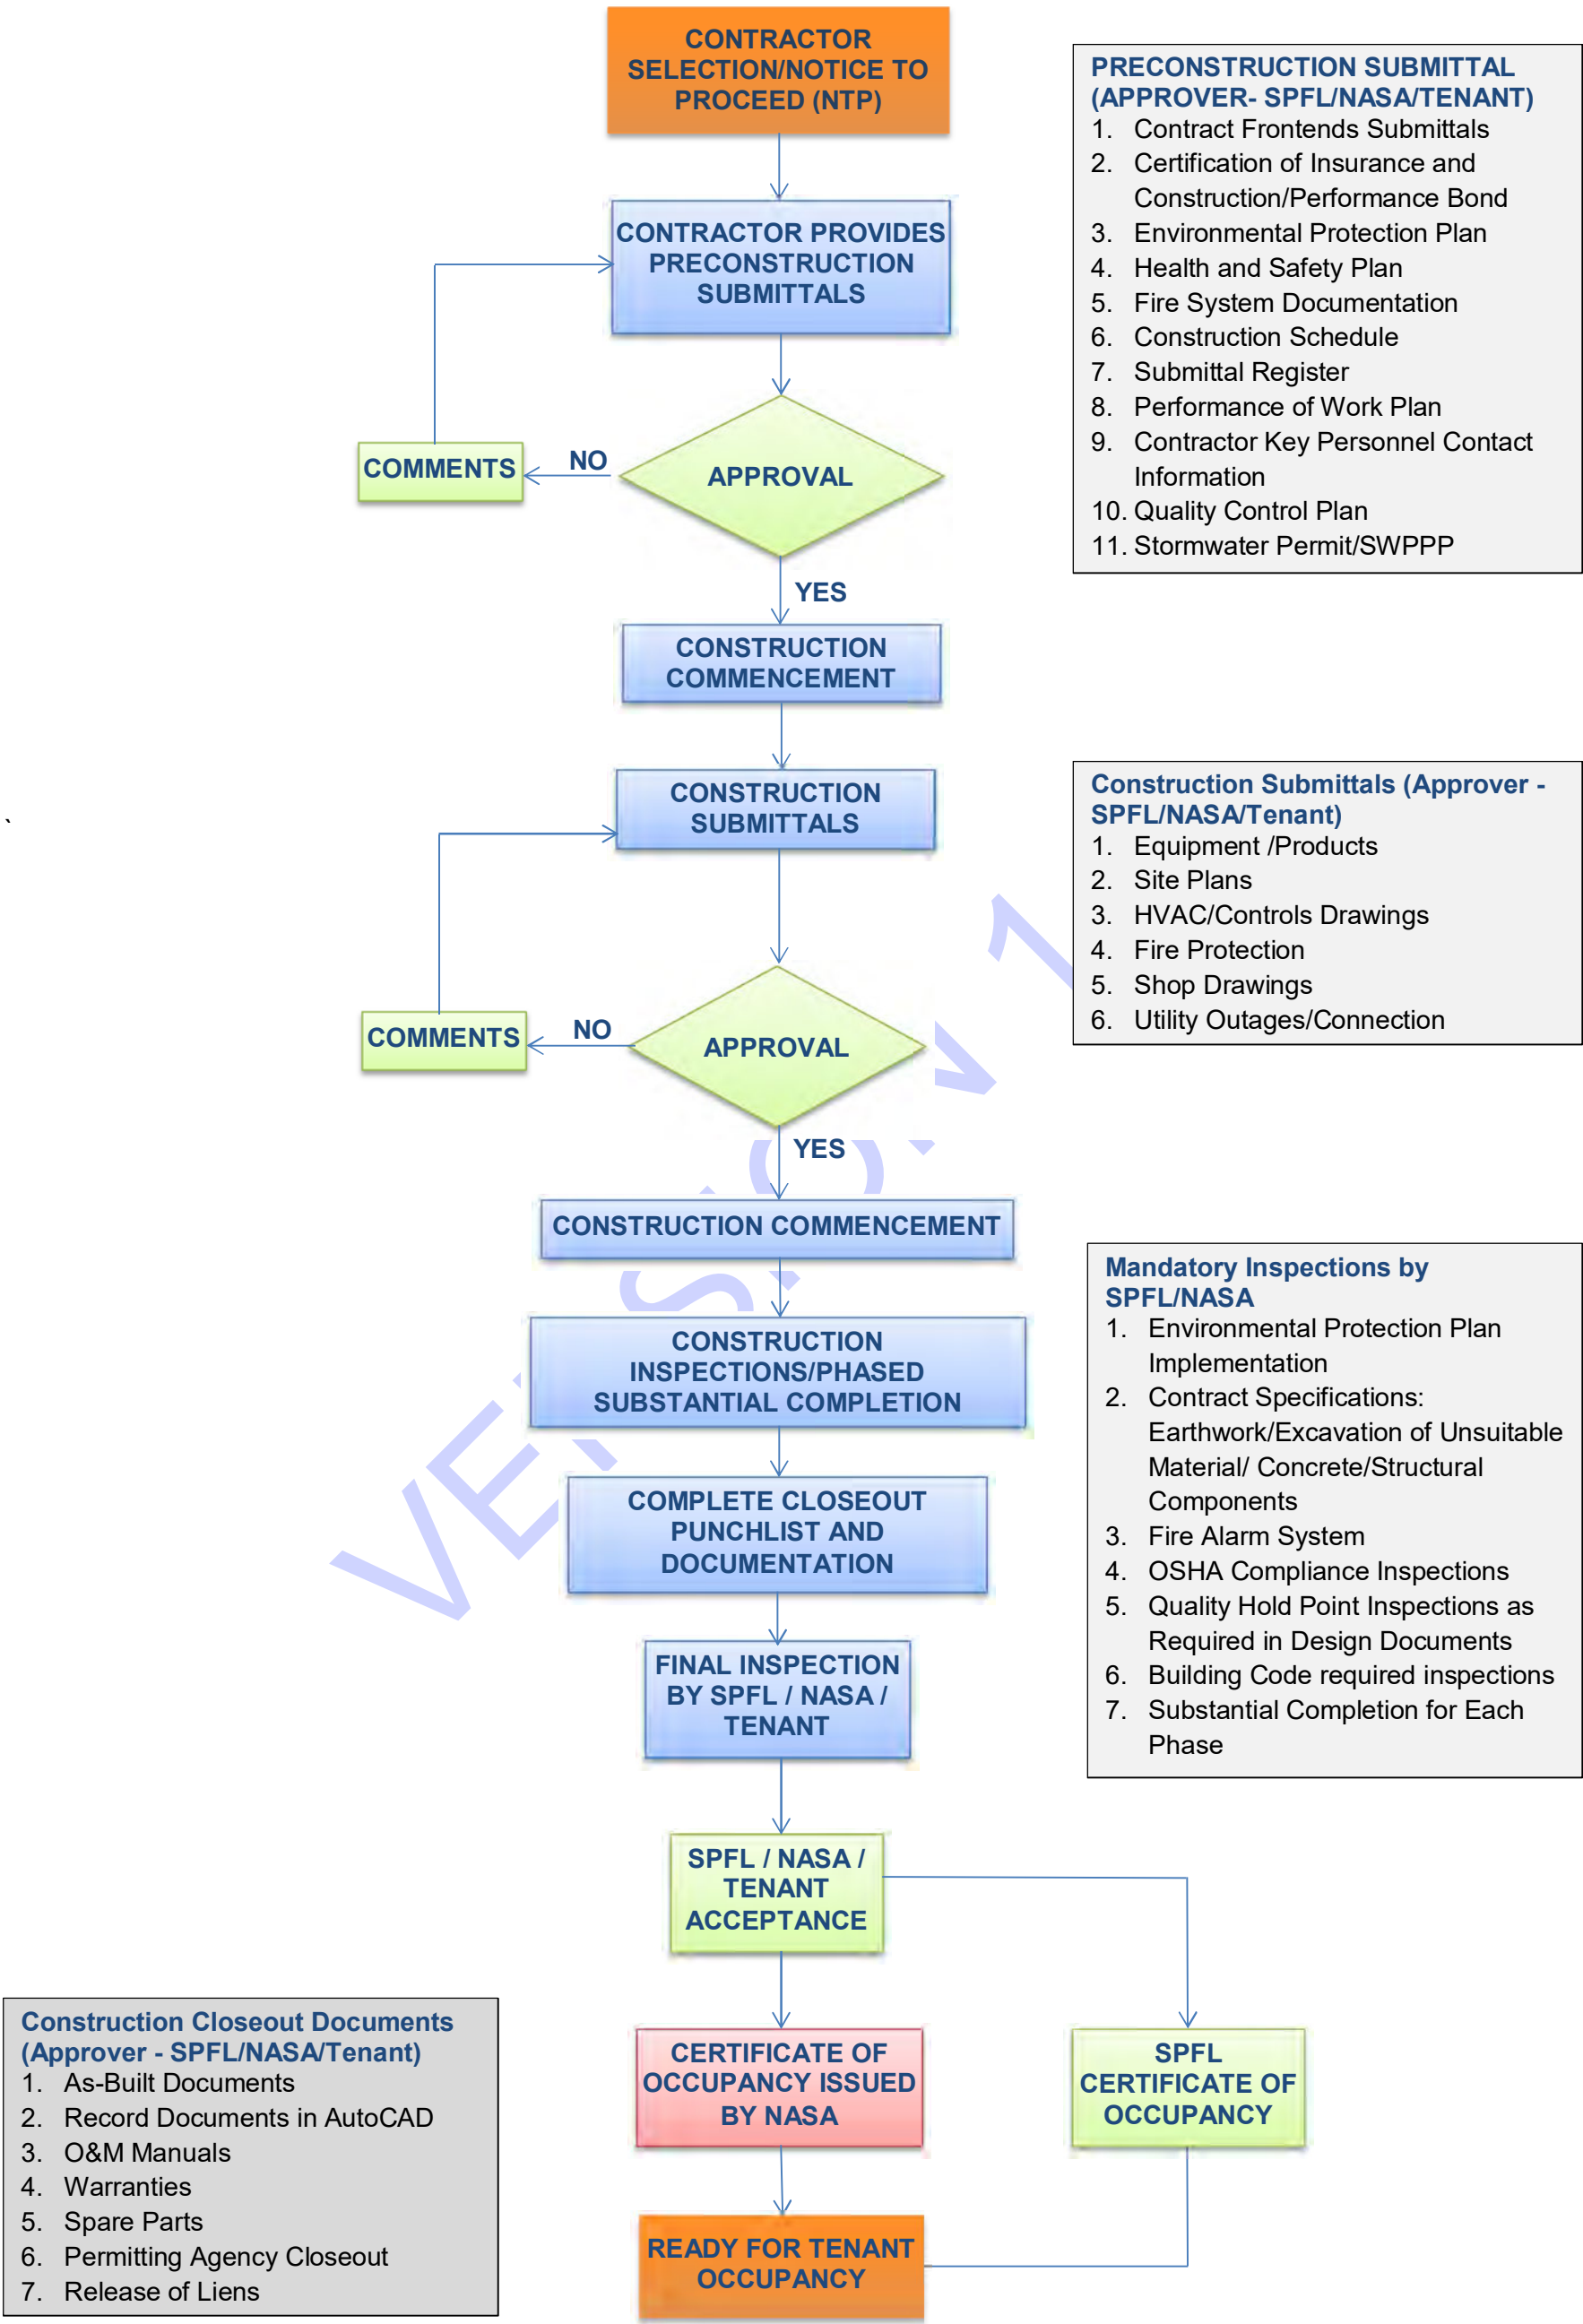 CONTRACTOR
SELECTION/NOTICE TO
PROCEED (NTP)
PRECONSTRUCTION SUBMITTAL
(APPROVER- SPFL/NASA/TENANT)
1. Contract Frontends Submittals
2. Certification of Insurance and
Construction/Performance Bond
3. Environmental Protection Plan
4. Health and Safety Plan
5. Fire System Documentation
6. Construction Schedule
7. Submittal Register
8. Performance of Work Plan
9. Contractor Key Personnel Contact
Information
10. Quality Control Plan
11. Stormwater Permit/SWPPP
CONTRACTOR PROVIDES
PRECONSTRUCTION
SUBMITTALS
COMMENTS
NO
APPROVAL
YES
CONSTRUCTION
COMMENCEMENT
CONSTRUCTION
SUBMITTALS
Construction Submittals (Approver -
SPFL/NASA/Tenant)
1. Equipment /Products
2. Site Plans
3. HVAC/Controls Drawings
4. Fire Protection
5. Shop Drawings
6. Utility Outages/Connection
`
COMMENTS
NO
APPROVAL
YES
CONSTRUCTION COMMENCEMENT
CONSTRUCTION
INSPECTIONS/PHASED
SUBSTANTIAL COMPLETION
Mandatory Inspections by
SPFL/NASA
1. Environmental Protection Plan
Implementation
2. Contract Specifications:
Earthwork/Excavation of Unsuitable
Material/ Concrete/Structural
Components
3. Fire Alarm System
4. OSHA Compliance Inspections
5. Quality Hold Point Inspections as
Required in Design Documents
6. Building Code required inspections
7. Substantial Completion for Each
Phase
COMPLETE CLOSEOUT
PUNCHLIST AND
DOCUMENTATION
FINAL INSPECTION
BY SPFL / NASA /
TENANT
SPFL / NASA /
TENANT
ACCEPTANCE
CERTIFICATE OF
OCCUPANCY ISSUED
BY NASA
SPFL
CERTIFICATE OF
OCCUPANCY
READY FOR TENANT
OCCUPANCY
Construction Closeout Documents
(Approver - SPFL/NASA/Tenant)
1. As-Built Documents
2. Record Documents in AutoCAD
3. O&M Manuals
4. Warranties
5. Spare Parts
6. Permitting Agency Closeout
7. Release of Liens